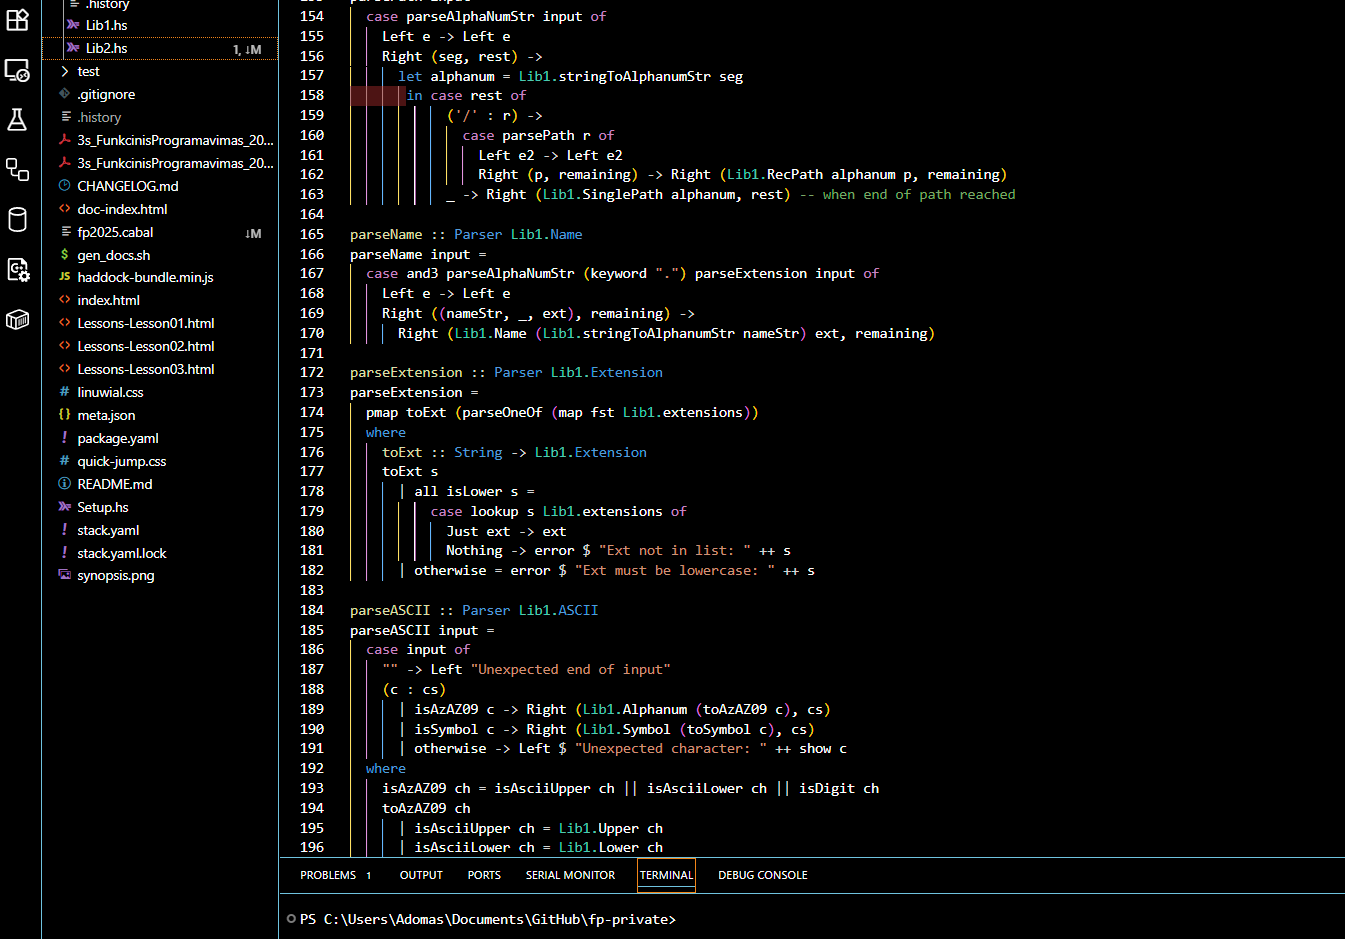 .history
Lib1.hs
Lib2.hs 1, ↓M
test
.gitignore
.history
3s_FunkcinisProgramavimas_20...
3s_FunkcinisProgramavimas_20...
CHANGELOG.md
doc-index.html
fp2025.cabal ↓M
gen_docs.sh
haddock-bundle.min.js
index.html
Lessons-Lesson01.html
Lessons-Lesson02.html
Lessons-Lesson03.html
linuwial.css
meta.json
package.yaml
quick-jump.css
README.md
Setup.hs
stack.yaml
stack.yaml.lock
synopsis.png
154 case parseAlphaNumStr input of
155 Left e -> Left e
156 Right (seg, rest) ->
157 let alphanum = Lib1.stringToAlphanumStr seg
158 in case rest of
159 ('/' : r) ->
160 case parsePath r of
161 Left e2 -> Left e2
162 Right (p, remaining) -> Right (Lib1.RecPath alphanum p, remaining)
163 _ -> Right (Lib1.SinglePath alphanum, rest) -- when end of path reached
164
165 parseName :: Parser Lib1.Name
166 parseName input =
167 case and3 parseAlphaNumStr (keyword ".") parseExtension input of
168 Left e -> Left e
169 Right ((nameStr, _, ext), remaining) ->
170 Right (Lib1.Name (Lib1.stringToAlphanumStr nameStr) ext, remaining)
171
172 parseExtension :: Parser Lib1.Extension
173 parseExtension =
174 pmap toExt (parseOneOf (map fst Lib1.extensions))
175 where
176 toExt :: String -> Lib1.Extension
177 toExt s
178 | all isLower s =
179 case lookup s Lib1.extensions of
180 Just ext -> ext
181 Nothing -> error $ "Ext not in list: " ++ s
182 | otherwise = error $ "Ext must be lowercase: " ++ s
183
184 parseASCII :: Parser Lib1.ASCII
185 parseASCII input =
186 case input of
187 "" -> Left "Unexpected end of input"
188 (c : cs)
189 | isAzAZ09 c -> Right (Lib1.Alphanum (toAzAZ09 c), cs)
190 | isSymbol c -> Right (Lib1.Symbol (toSymbol c), cs)
191 | otherwise -> Left $ "Unexpected character: " ++ show c
192 where
193 isAzAZ09 ch = isAsciiUpper ch || isAsciiLower ch || isDigit ch
194 toAzAZ09 ch
195 | isAsciiUpper ch = Lib1.Upper ch
196 | isAsciiLower ch = Lib1.Lower ch
PROBLEMS 1 OUTPUT PORTS SERIAL MONITOR TERMINAL DEBUG CONSOLE
PS C:\Users\Adomas\Documents\GitHub\fp-private>